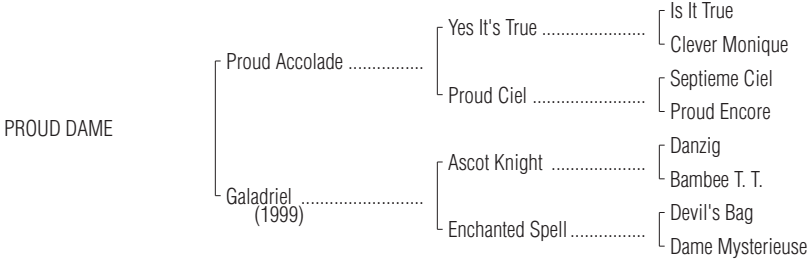 Is It True
Yes It's True ......................
Clever Monique
Proud Accolade ................
Septieme Ciel
Proud Ciel ........................
Proud Encore
PROUD DAME
Danzig
Ascot Knight ....................
Bambee T. T.
Galadriel ..........................
(1999)
Devil's Bag
Enchanted Spell ................
Dame Mysterieuse